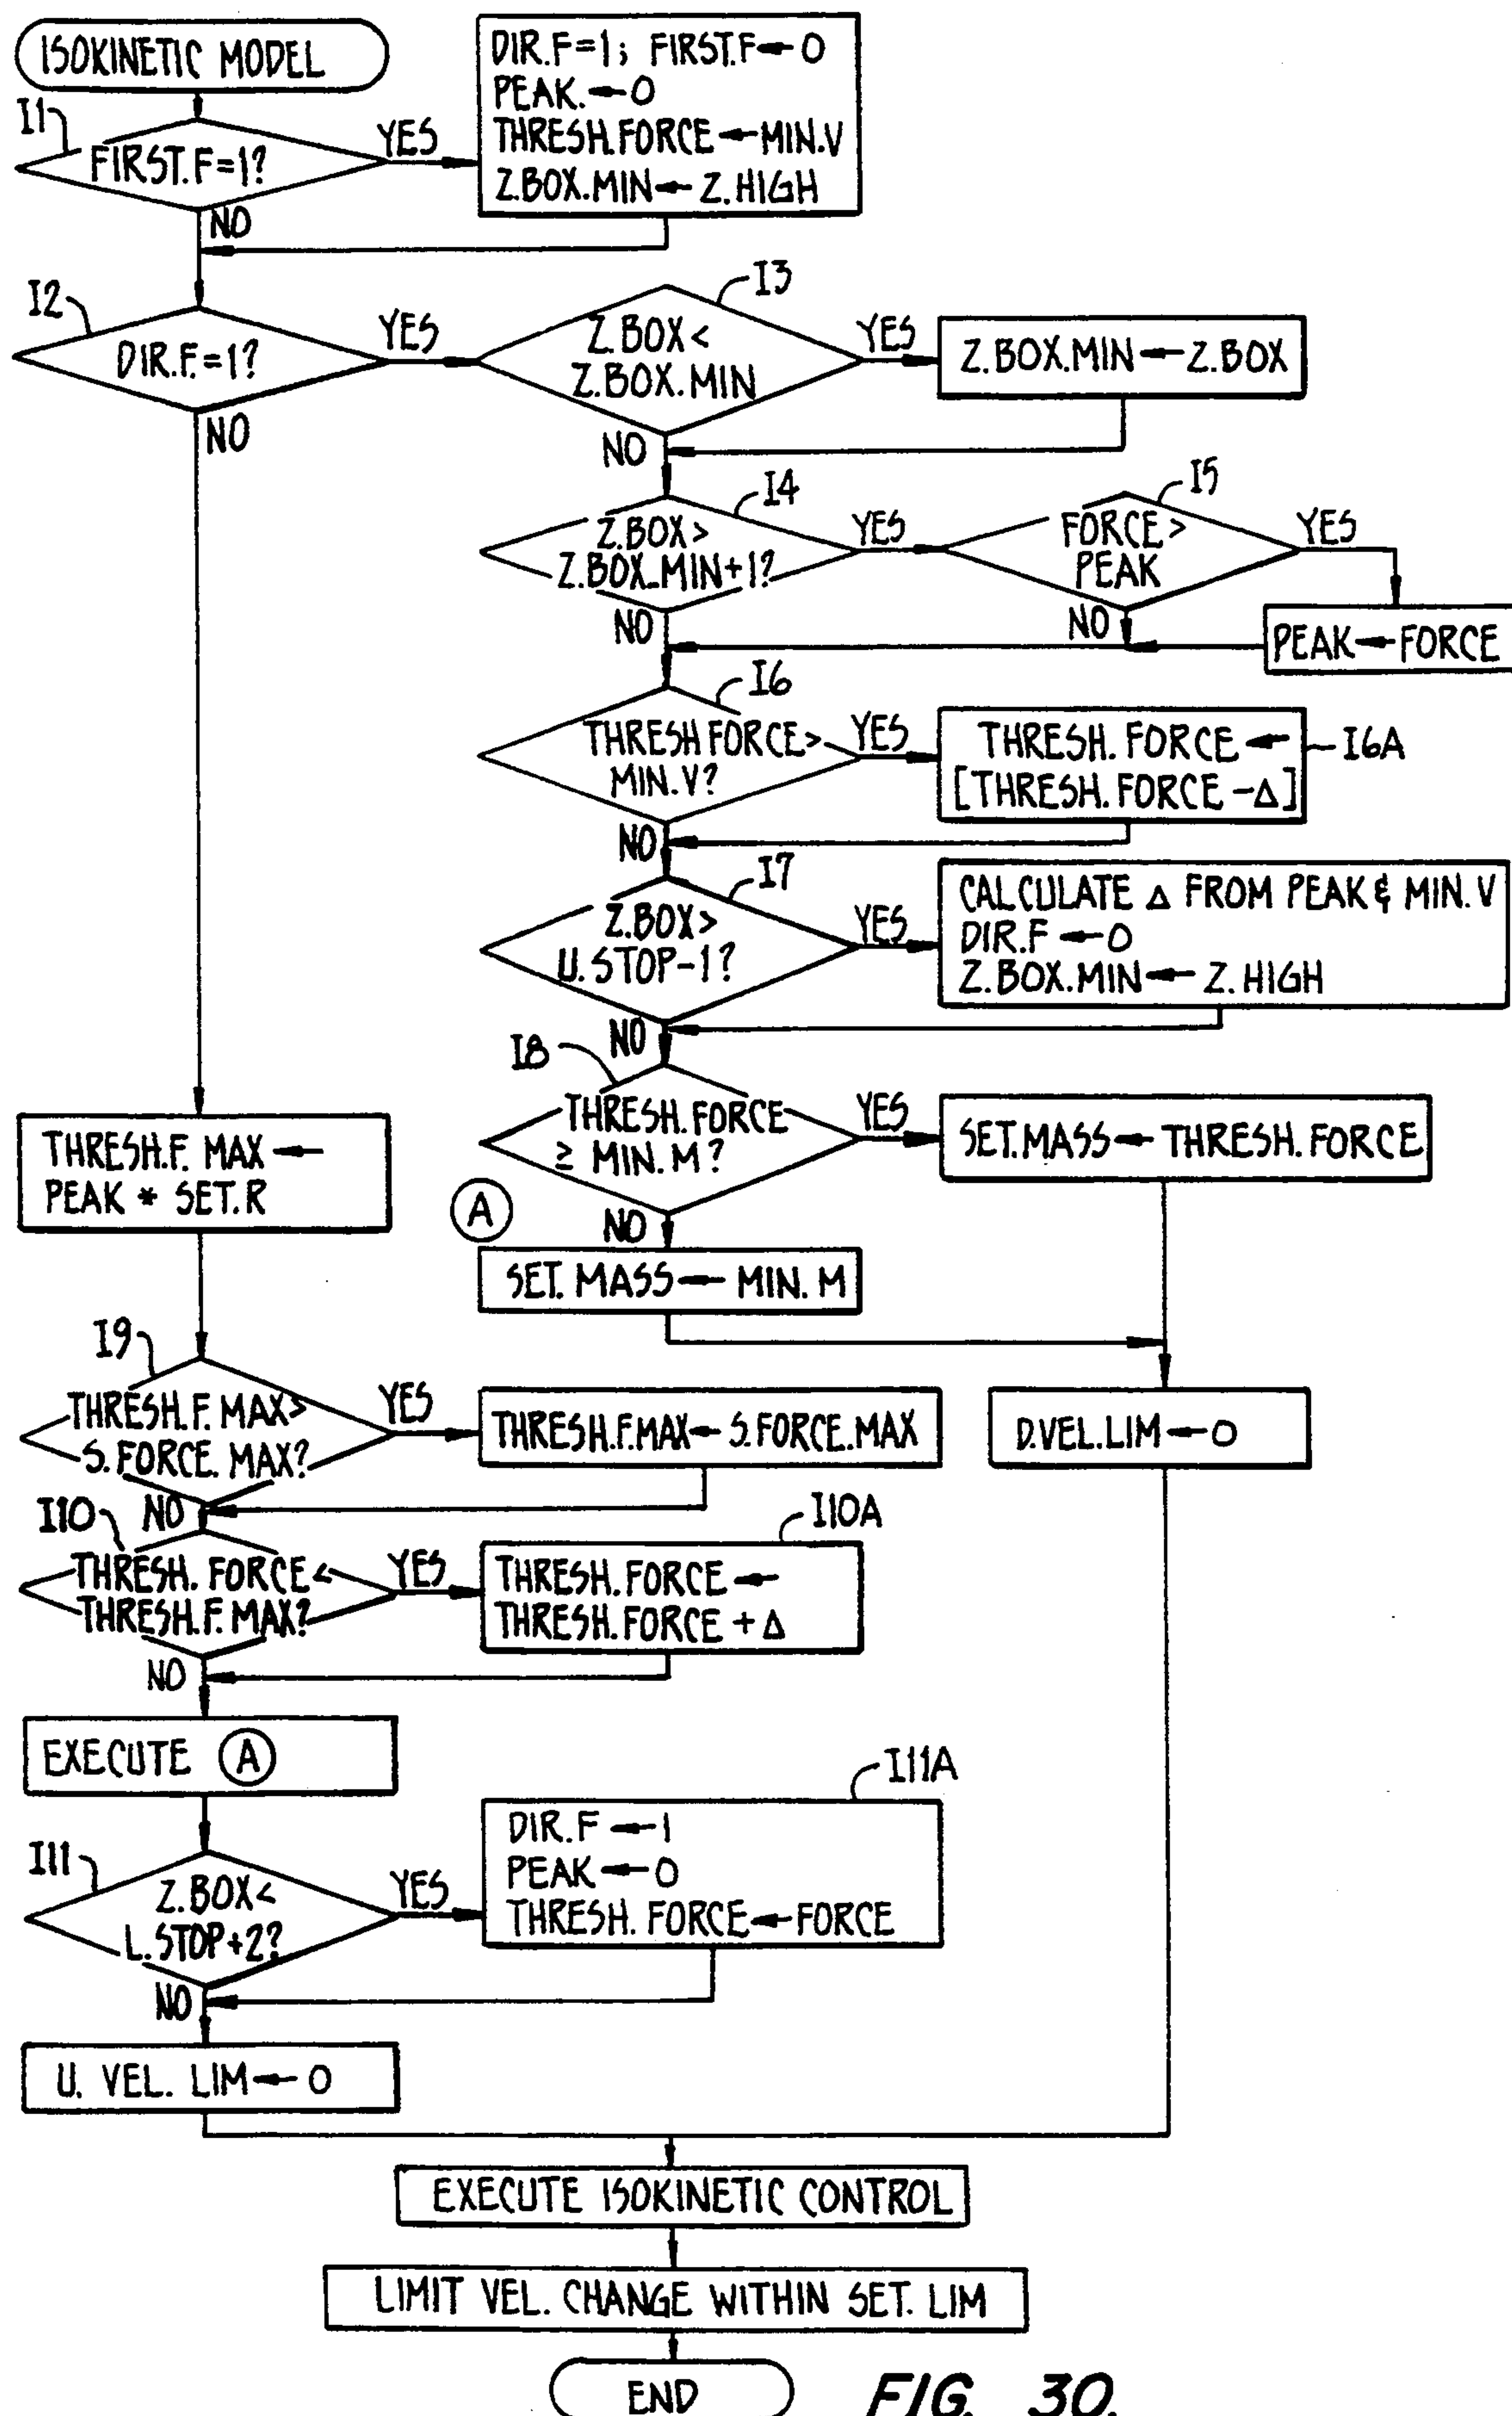 ISOKINETIC MODEL
I1
FIRST.F=1?
YES
NO
DIR.F=1; FIRST.F←0
PEAK.←0
THRESH.FORCE←MIN.V
Z.BOX.MIN←Z.HIGH
I2
DIR.F.=1?
YES
NO
I3
Z.BOX<
Z.BOX.MIN
YES
NO
Z.BOX.MIN←Z.BOX
I4
Z.BOX>
Z.BOX.MIN+1?
YES
NO
I5
FORCE>
PEAK
YES
NO
PEAK←FORCE
I6
THRESH FORCE>
MIN.V?
YES
NO
THRESH. FORCE←
[THRESH. FORCE -Δ]
I6A
I7
Z.BOX>
U.STOP-1?
YES
NO
CALCULATE Δ FROM PEAK & MIN.V
DIR.F←0
Z.BOX.MIN←Z.HIGH
I8
THRESH.FORCE
≥ MIN.M?
YES
NO
SET.MASS←THRESH.FORCE
A
SET.MASS←MIN.M
D.VEL.LIM←0
THRESH.F. MAX←
PEAK * SET.R
I9
THRESH.F. MAX>
S.FORCE. MAX?
YES
NO
THRESH.F.MAX←S.FORCE.MAX
I10
THRESH. FORCE<
THRESH.F.MAX?
YES
NO
I10A
THRESH.FORCE←
THRESH.FORCE + Δ
EXECUTE A
I11
Z.BOX<
L.STOP+2?
YES
NO
I11A
DIR.F←1
PEAK←0
THRESH. FORCE←FORCE
U. VEL. LIM←0
EXECUTE ISOKINETIC CONTROL
LIMIT VEL. CHANGE WITHIN SET. LIM
END
FIG. 30.